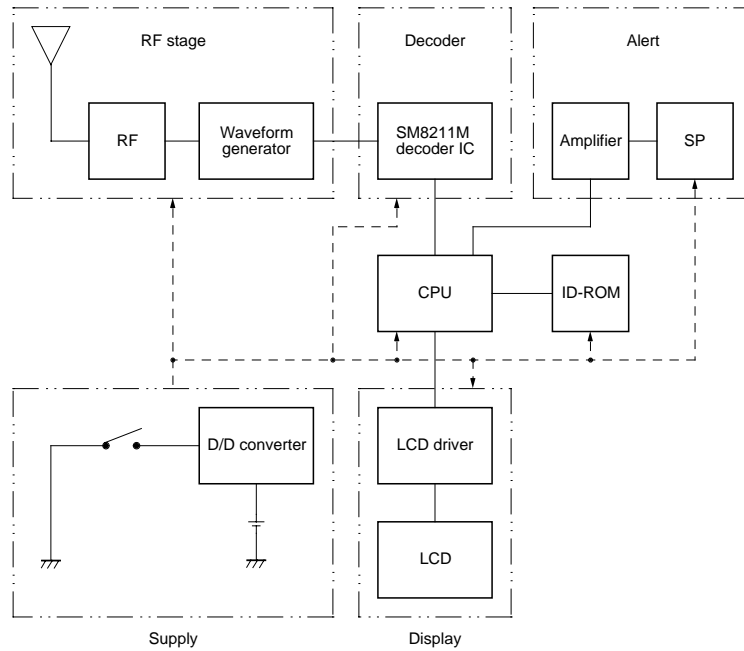 RF stage
Decoder
Alert
RF
Waveform
generator
SM8211M
decoder IC
Amplifier
SP
CPU
ID-ROM
D/D converter
LCD driver
LCD
Supply
Display